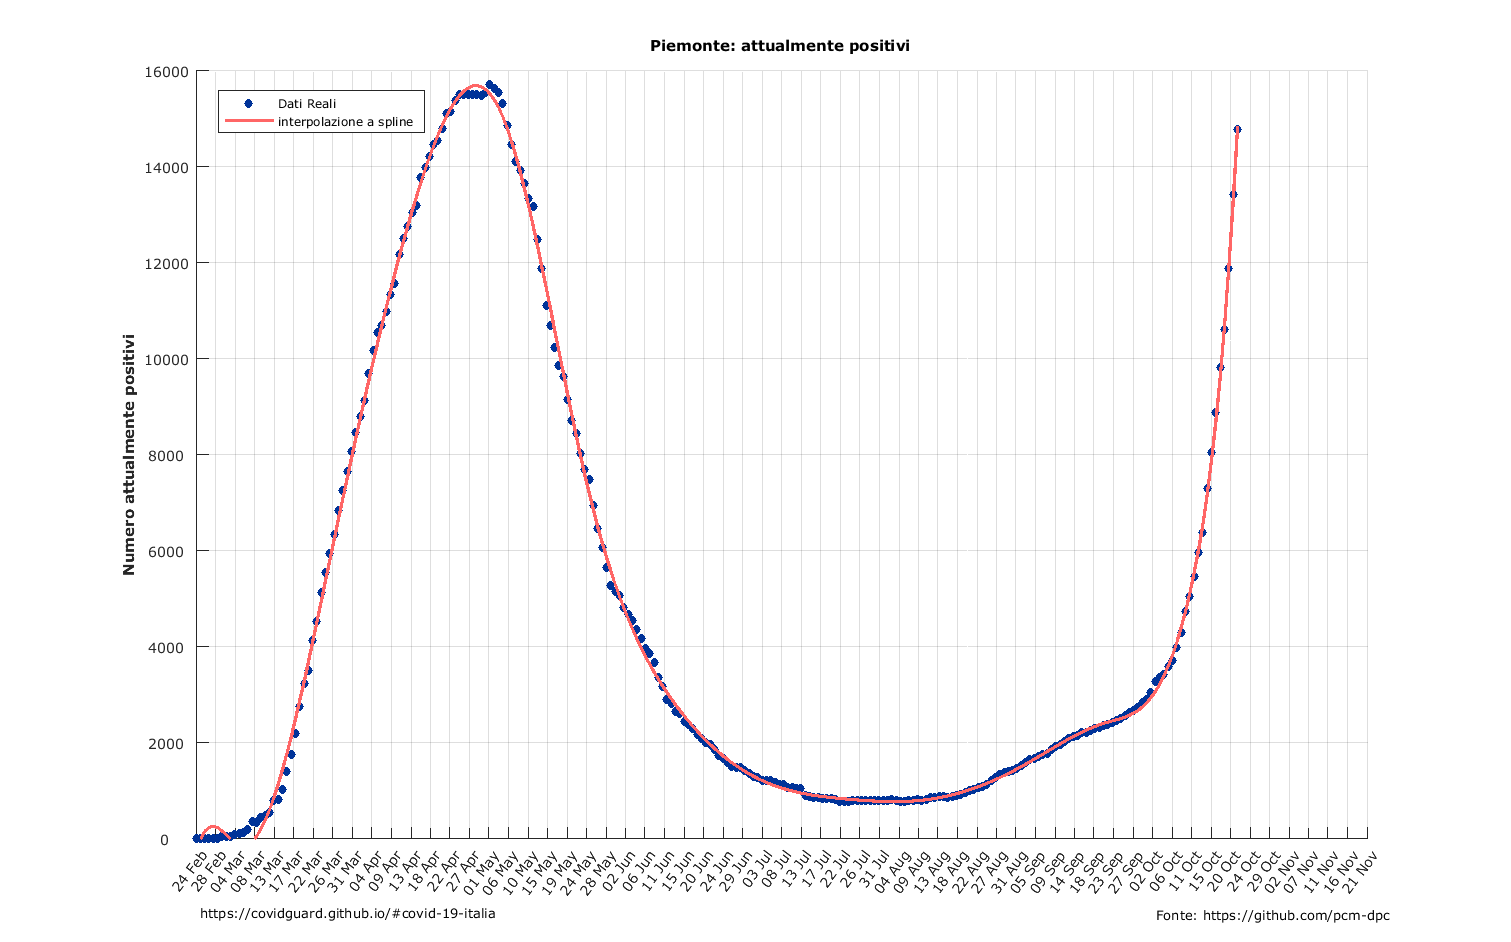 Piemonte: attualmente positivi
Dati Reali
interpolazione a spline
Numero attualmente positivi
16000
14000
12000
10000
8000
6000
4000
2000
0
24 Feb
28 Feb
04 Mar
08 Mar
13 Mar
17 Mar
22 Mar
26 Mar
31 Mar
04 Apr
09 Apr
13 Apr
18 Apr
22 Apr
27 Apr
01 May
06 May
10 May
15 May
19 May
24 May
28 May
02 Jun
06 Jun
11 Jun
15 Jun
20 Jun
24 Jun
29 Jun
03 Jul
08 Jul
13 Jul
17 Jul
22 Jul
26 Jul
31 Jul
04 Aug
09 Aug
13 Aug
18 Aug
22 Aug
27 Aug
31 Aug
05 Sep
09 Sep
14 Sep
18 Sep
23 Sep
27 Sep
02 Oct
06 Oct
11 Oct
15 Oct
20 Oct
24 Oct
29 Oct
02 Nov
07 Nov
11 Nov
16 Nov
21 Nov
https://covidguard.github.io/#covid-19-italia
Fonte: https://github.com/pcm-dpc